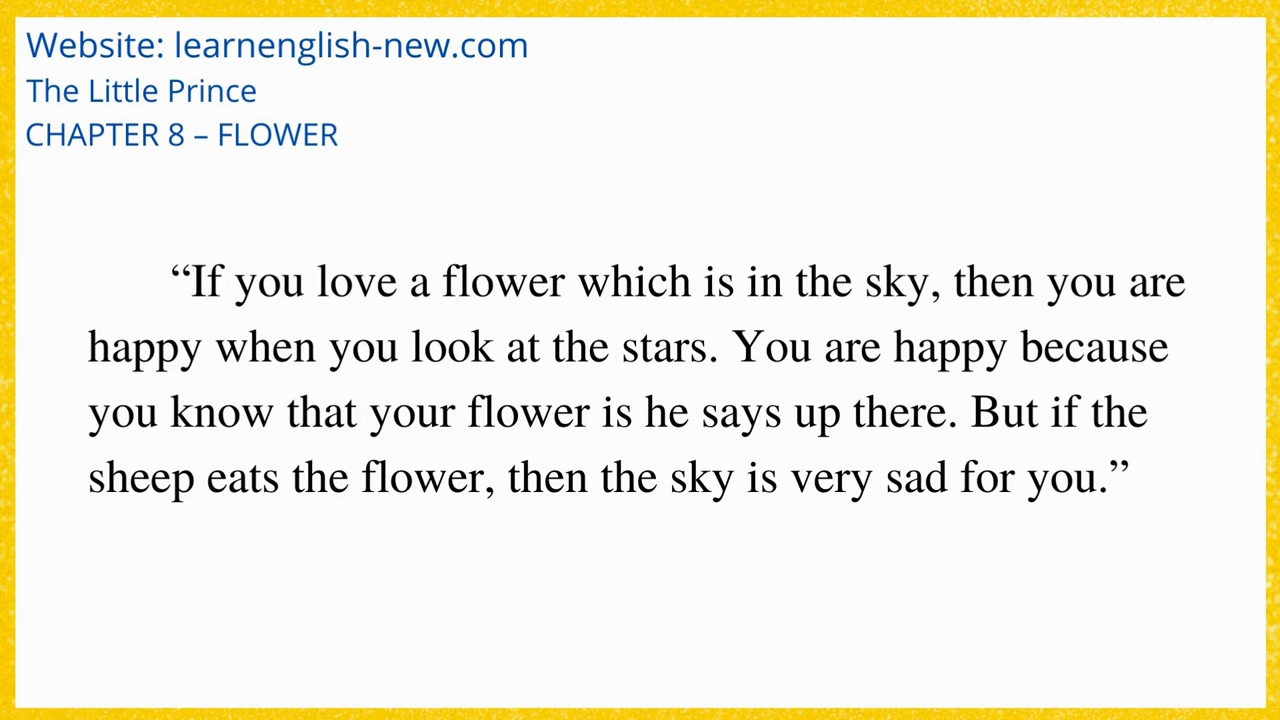 Website: learnenglish-new.com
The Little Prince
CHAPTER 8 – FLOWER
“If you love a flower which is in the sky, then you are
happy when you look at the stars. You are happy because
you know that your flower is he says up there. But if the
sheep eats the flower, then the sky is very sad for you.”